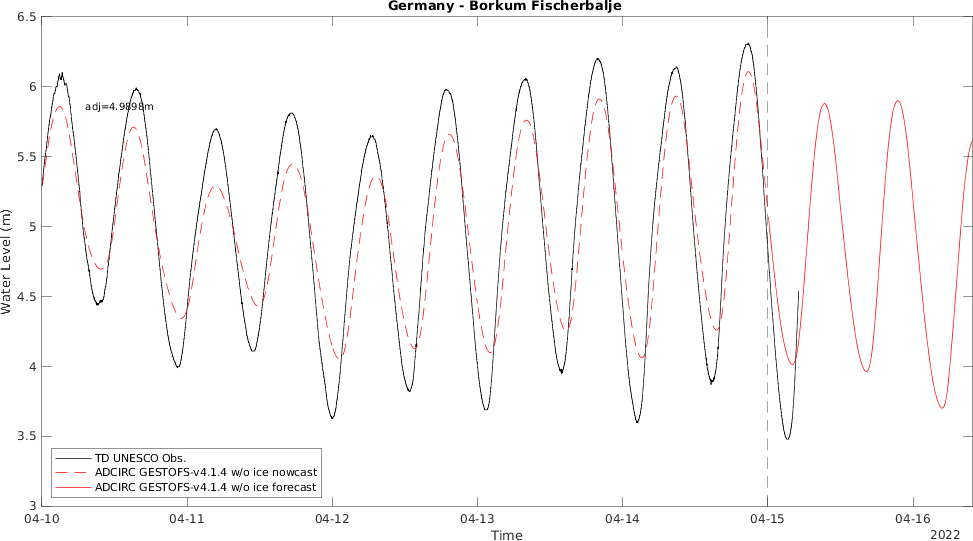 Germany - Borkum Fischerbalje
6.5
6
5.5
5
4.5
4
3.5
3
Water Level (m)
adj=4.9898m
TD UNESCO Obs.
ADCIRC GESTOFS-v4.1.4 w/o ice nowcast
ADCIRC GESTOFS-v4.1.4 w/o ice forecast
04-10 04-11 04-12 04-13 04-14 04-15 04-16
Time
2022